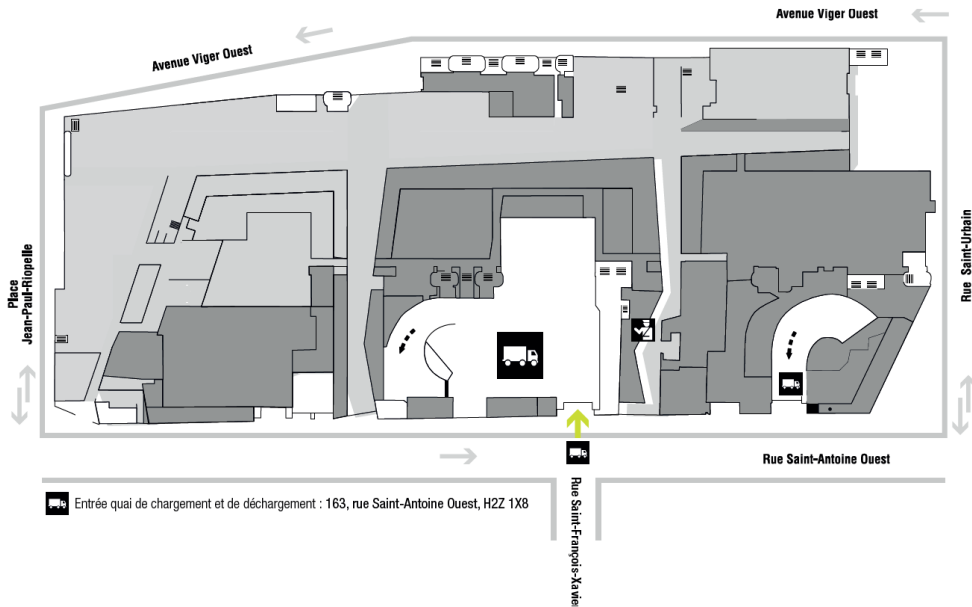 Avenue Viger Ouest
Avenue Viger Ouest
Place
Jean-Paul-Riopelle
Rue Saint-Urbain
Rue Saint-Antoine Ouest
Entrée quai de chargement et de déchargement : 163, rue Saint-Antoine Ouest, H2Z 1X8
Rue Saint-François-Xavier